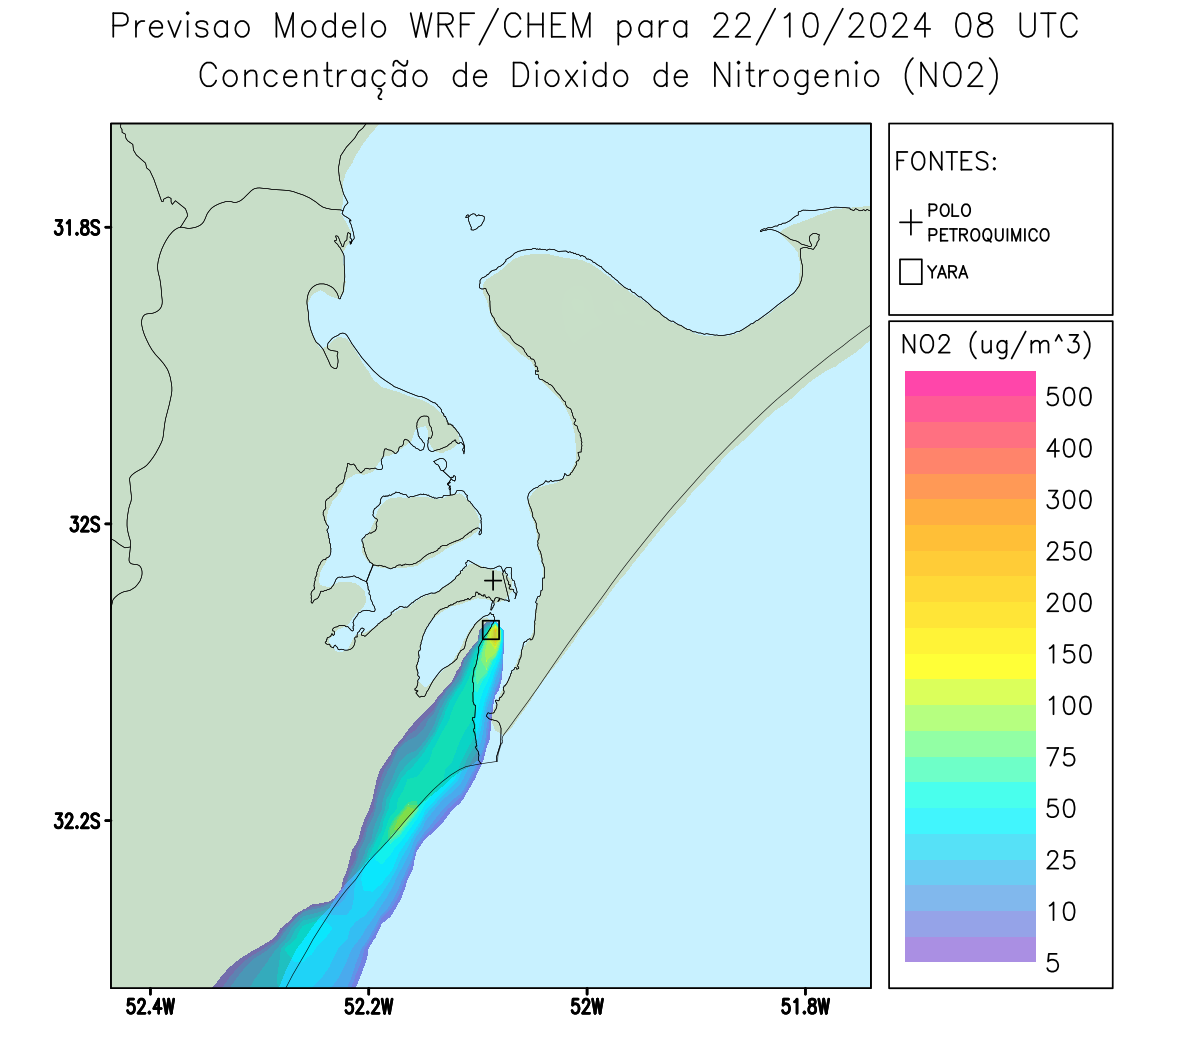 Previsao Modelo WRF/CHEM para 22/10/2024 08 UTC
Concentração de Dioxido de Nitrogenio (NO2)
FONTES:
POLO
PETROQUIMICO
YARA
NO2 (ug/m^3)
500
400
300
250
200
150
100
75
50
25
10
5
31.8S
32S
32.2S
52.4W
52.2W
52W
51.8W